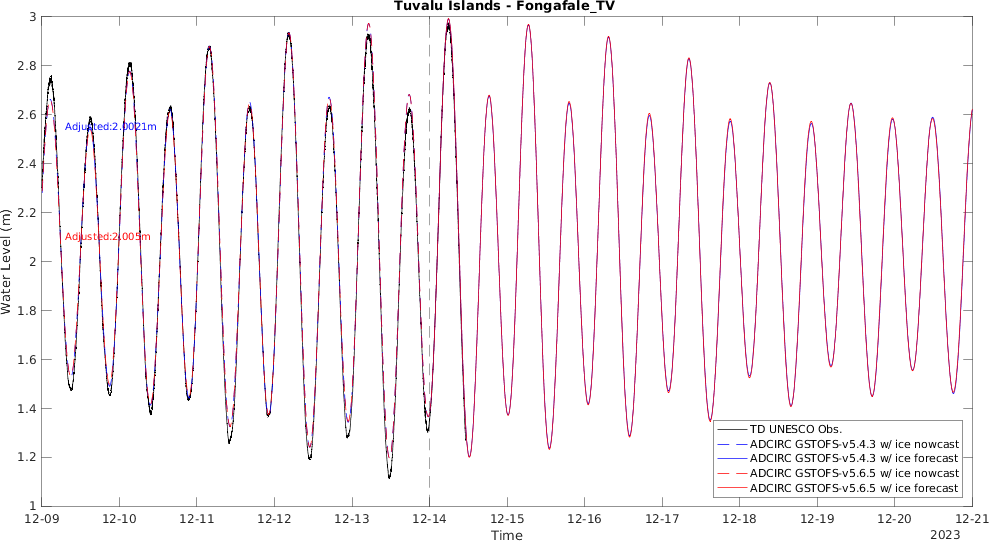 Tuvalu Islands - Fongafale_TV
3
2.8
2.6
2.4
2.2
2
1.8
1.6
1.4
1.2
1
Water Level (m)
Adjusted:2.0021m
Adjusted:2.005m
TD UNESCO Obs.
ADCIRC GSTOFS-v5.4.3 w/ ice nowcast
ADCIRC GSTOFS-v5.4.3 w/ ice forecast
ADCIRC GSTOFS-v5.6.5 w/ ice nowcast
ADCIRC GSTOFS-v5.6.5 w/ ice forecast
12-09 12-10 12-11 12-12 12-13 12-14 12-15 12-16 12-17 12-18 12-19 12-20 12-21
Time
2023